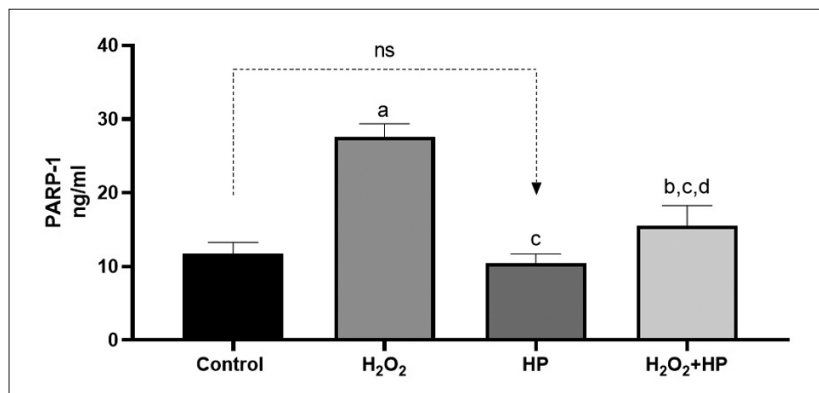 ns
40
30
20
10
0
PARP-1
ng/ml
a
c
b,c,d
Control
H₂O₂
HP
H₂O₂+HP